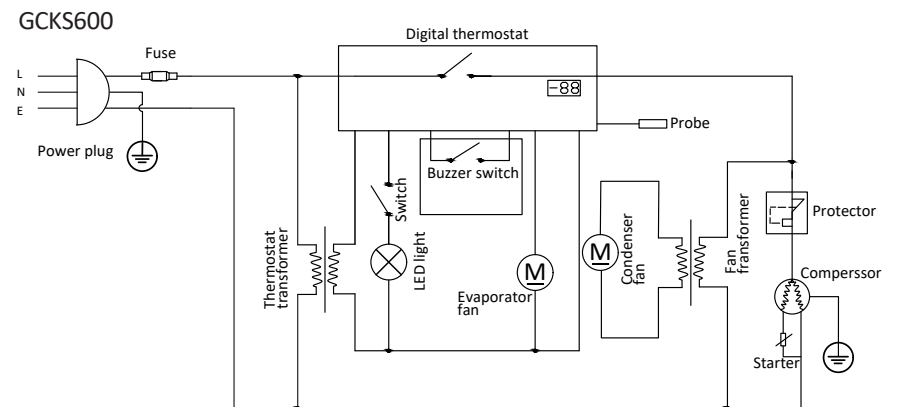 GCKS600
Digital thermostat
Fuse
L
N
E
-88
Probe
Power plug
Buzzer switch
Switch
Protector
Thermostat
transformer
LED light
M
Evaporator
fan
M
Condenser
fan
Fan
fransformer
Comperssor
Starter